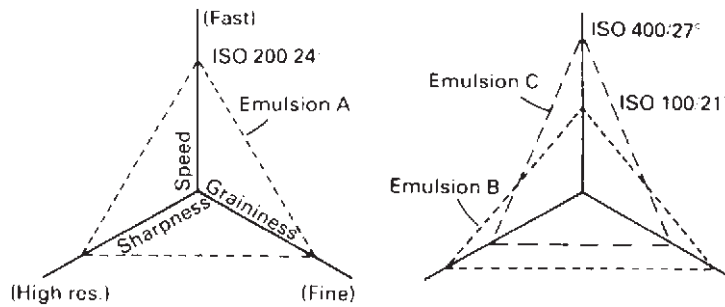 (Fast)
ISO 200 24°
Emulsion A
Speed
Sharpness
Graininess
(High res.)
(Fine)
ISO 400/27°
Emulsion C
ISO 100/21
Emulsion B